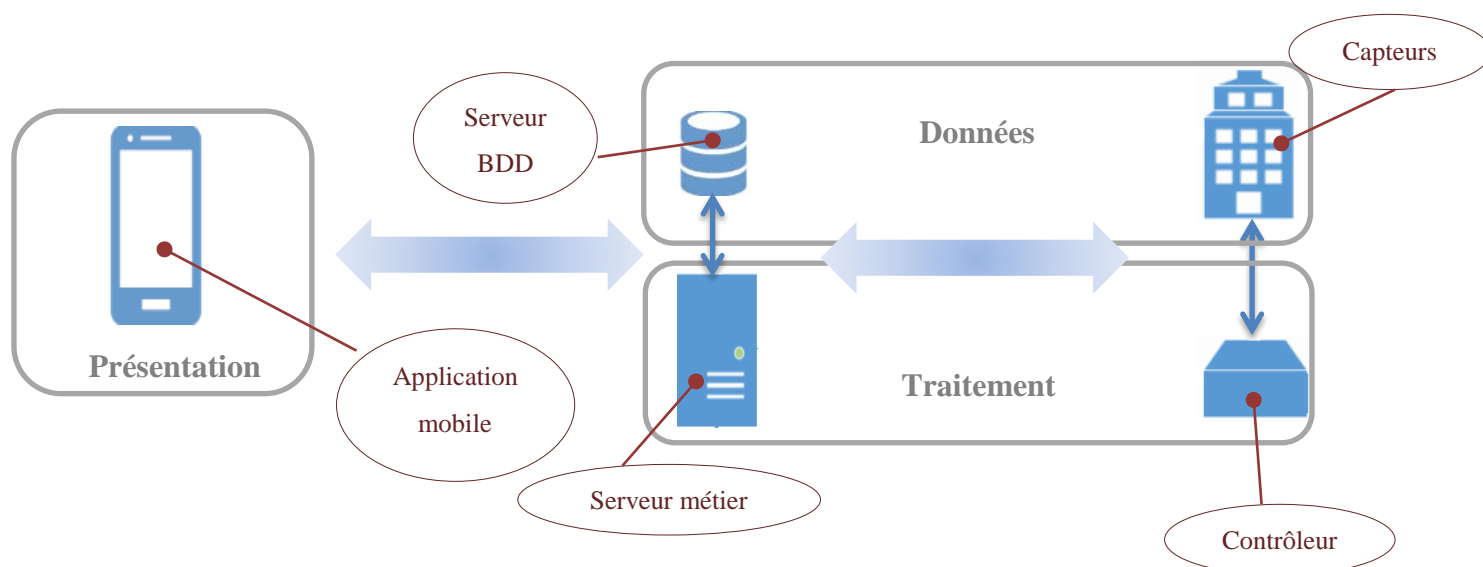 Capteurs
Serveur
BDD
Données
Présentation
Application
mobile
Traitement
Serveur métier
Contrôleur